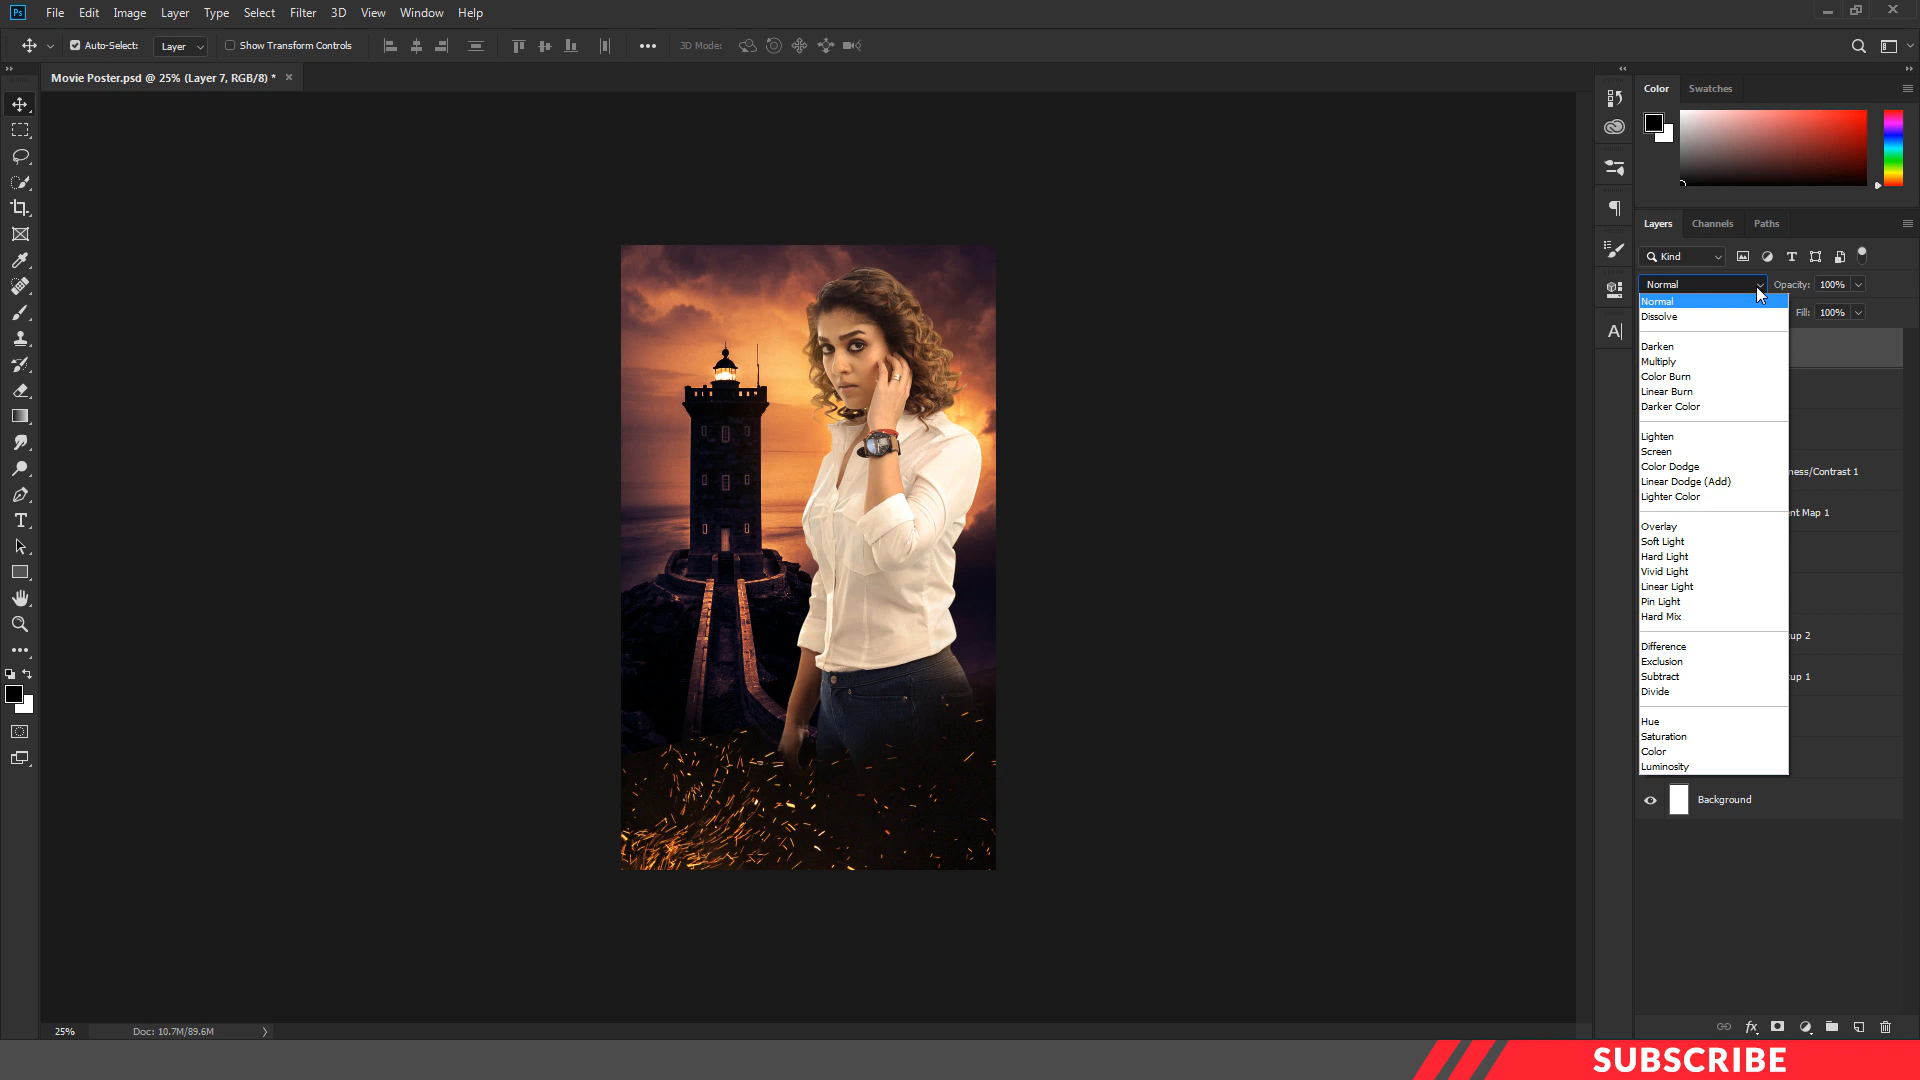 Ps File Edit Image Layer Type Select Filter 3D View Window Help
Auto-Select: Layer Show Transform Controls 3D Mode:
Movie Poster.psd @ 25% (Layer 7, RGB/8) *
Color Swatches
Layers Channels Paths
Kind
Normal Opacity: 100%
Normal
Fill: 100%
Dissolve
Darken
Multiply
Color Burn
Linear Burn
Darker Color
Lighten
Screen
Color Dodge
ness/Contrast 1
Linear Dodge (Add)
Lighter Color
nt Map 1
Overlay
Soft Light
Hard Light
Vivid Light
Linear Light
Pin Light
Hard Mix
up 2
Difference
Exclusion
Subtract
up 1
Divide
Hue
Saturation
Color
Luminosity
Background
25% Doc: 10.7M/89.6M
SUBSCRIBE